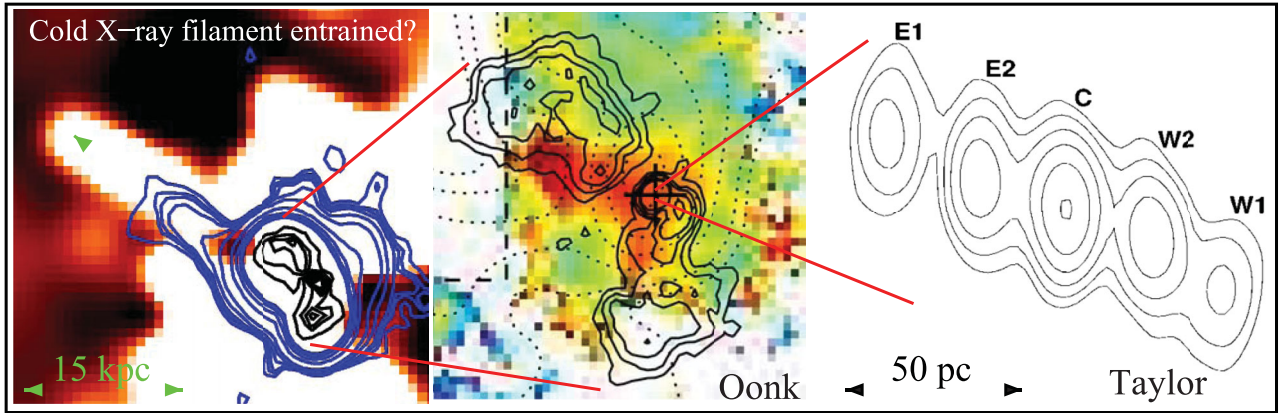 Cold X−ray filament entrained?
15 kpc
Oonk
E1
E2
C
W2
W1
50 pc
Taylor